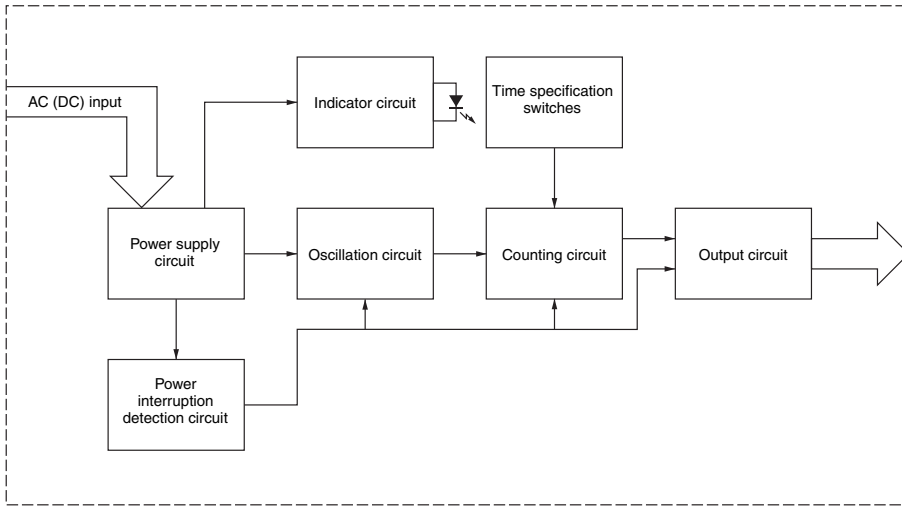 AC (DC) input
Indicator circuit
Time specification
switches
Power supply
circuit
Oscillation circuit
Counting circuit
Output circuit
Power
interruption
detection circuit